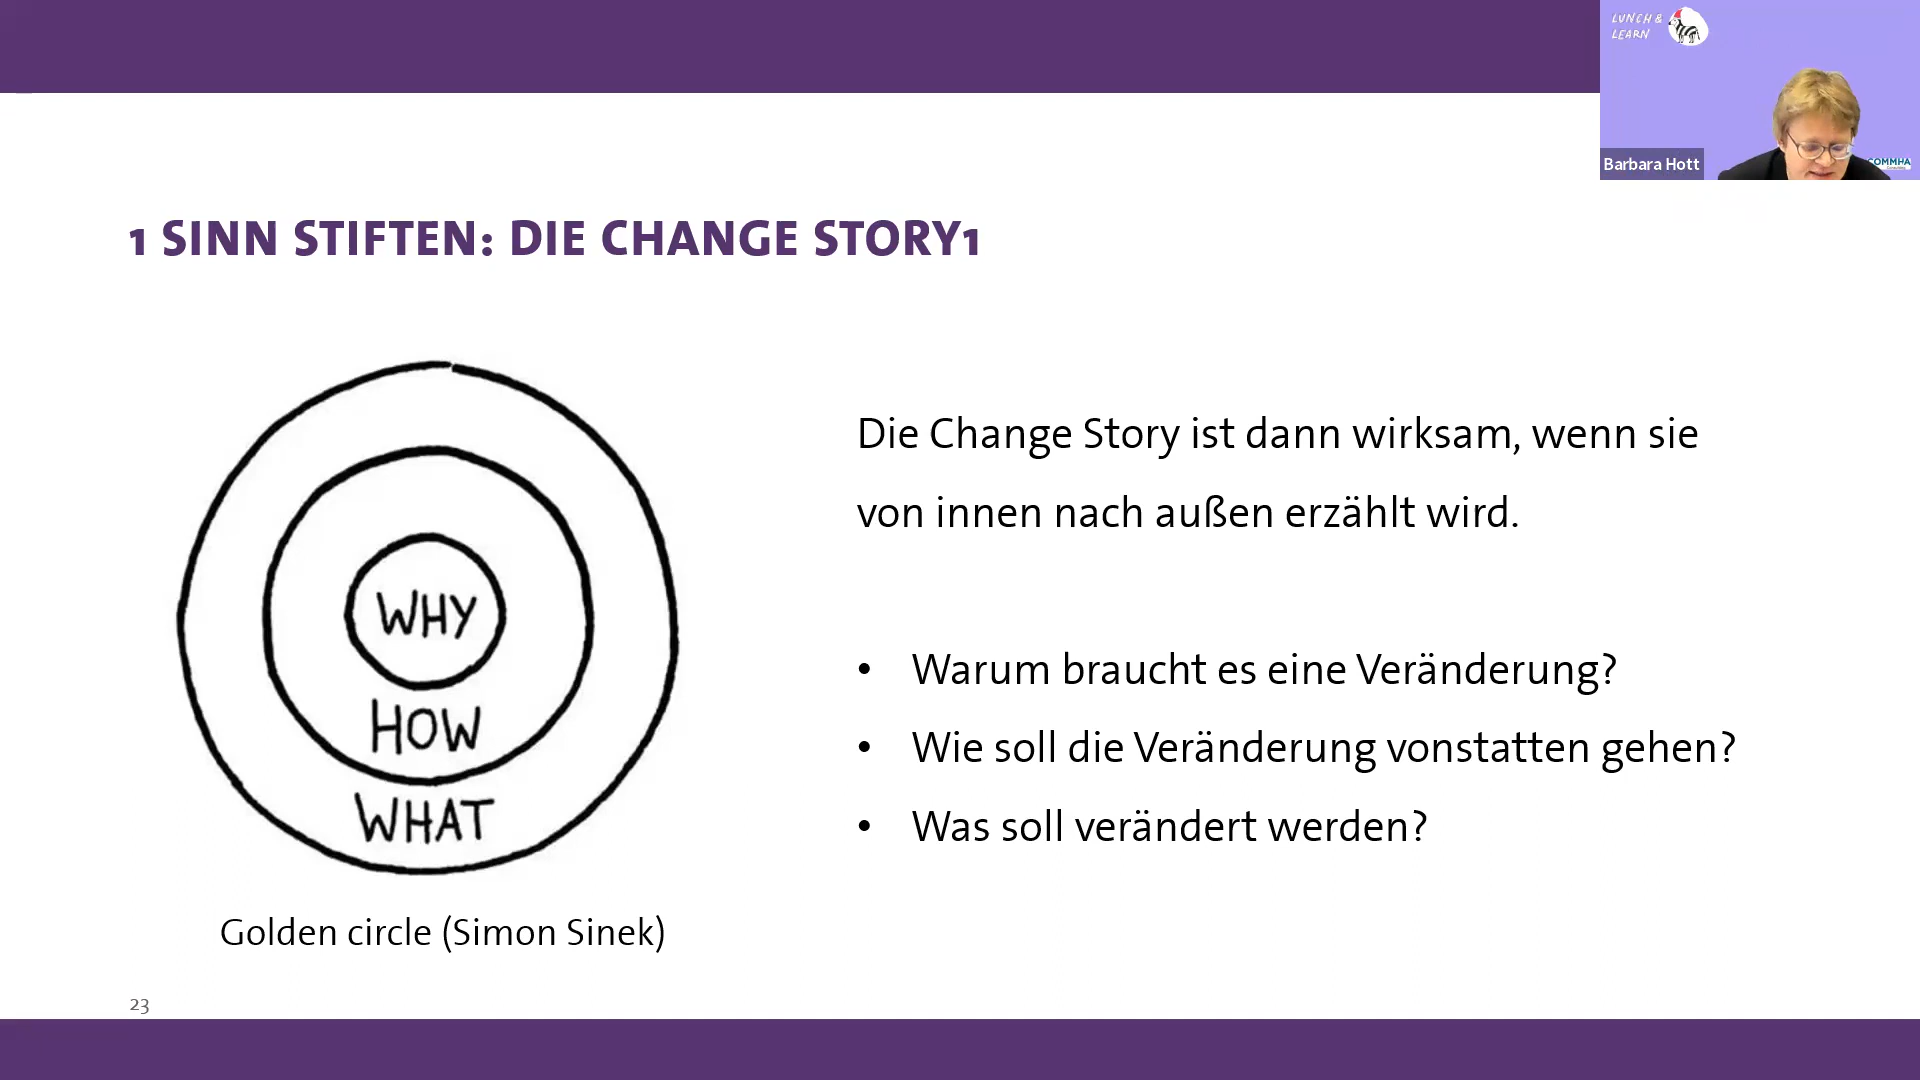 LUNCH &
LEARN
Barbara Hott
COMMHA
1 SINN STIFTEN: DIE CHANGE STORY1
WHY
HOW
WHAT
Golden circle (Simon Sinek)
Die Change Story ist dann wirksam, wenn sie
von innen nach außen erzählt wird.
• Warum braucht es eine Veränderung?
• Wie soll die Veränderung vonstatten gehen?
• Was soll verändert werden?
23